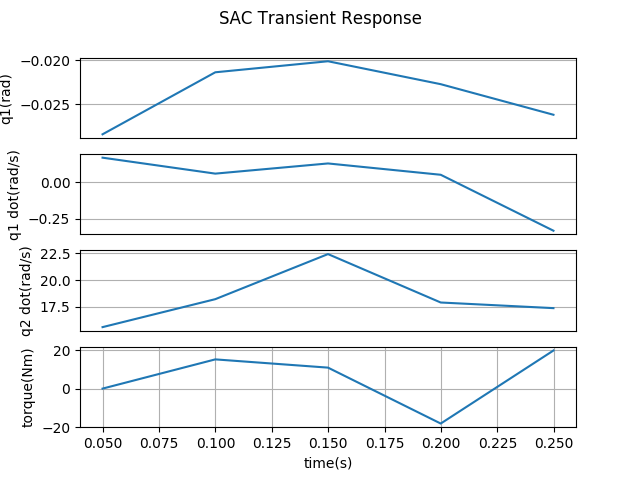 SAC Transient Response
−0.020
−0.025
q1(rad)
0.00
−0.25
q1 dot(rad/s)
22.5
20.0
17.5
q2 dot(rad/s)
20
0
−20
torque(Nm)
0.050 0.075 0.100 0.125 0.150 0.175 0.200 0.225 0.250
time(s)